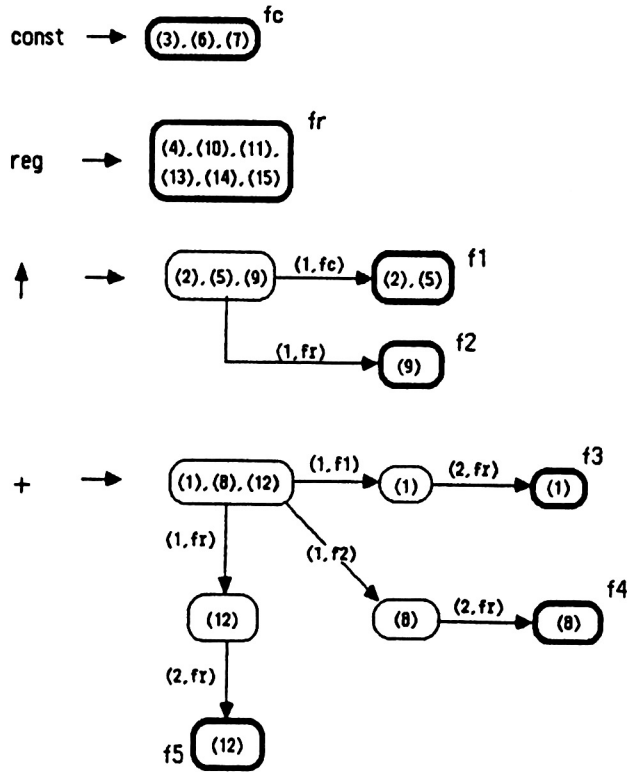 fc
const
(3),(6),(7)
fr
reg
(4),(10),(11),
(13),(14),(15)
(2),(5),(9)
(1,fc)
(2),(5)
f1
(1,fr)
(9)
f2
+
(1),(8),(12)
(1,f1)
(1)
(2,fr)
(1)
f3
(1,fr)
(1,f2)
(12)
(8)
(2,fr)
(8)
f4
(2,fr)
f5
(12)